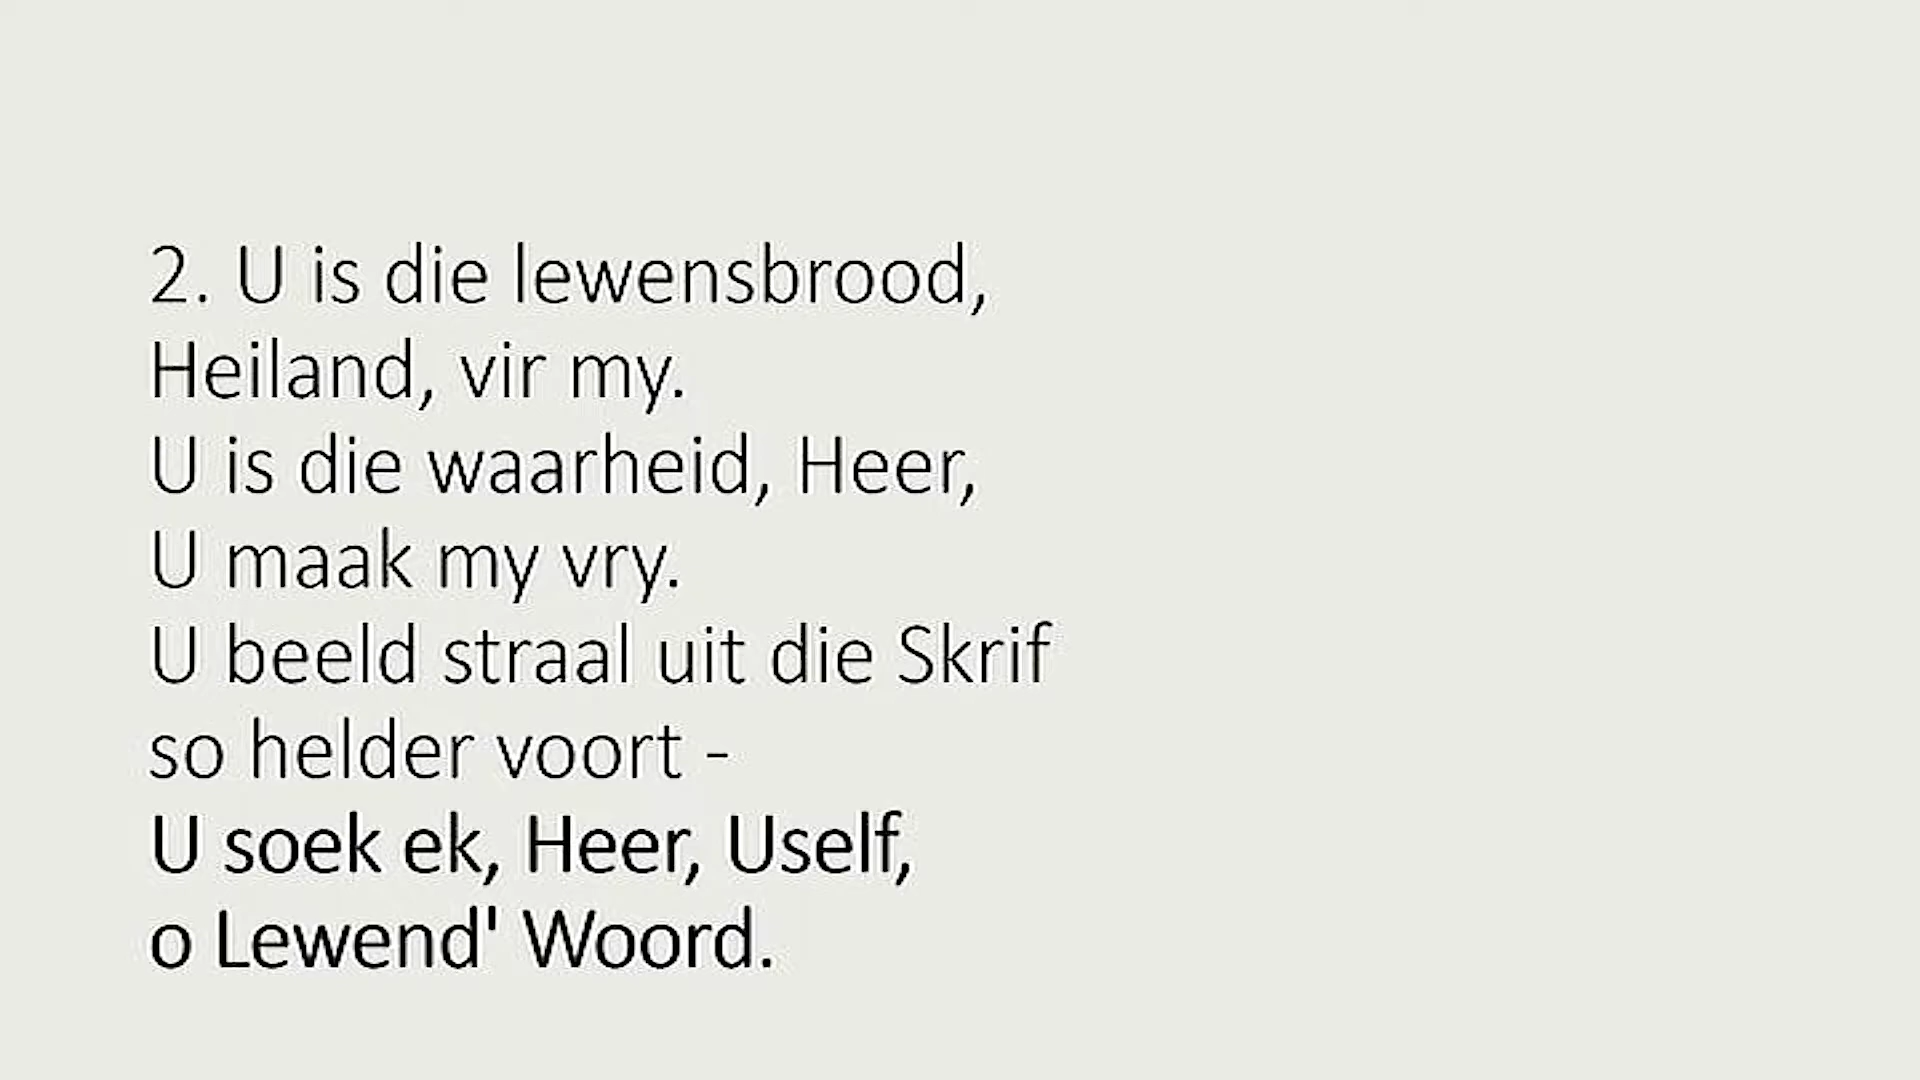 2. U is die lewensbrood,
Heiland, vir my.
U is die waarheid, Heer,
U maak my vry.
U beeld straal uit die Skrif
so helder voort -
U soek ek, Heer, Uself,
o Lewend' Woord.